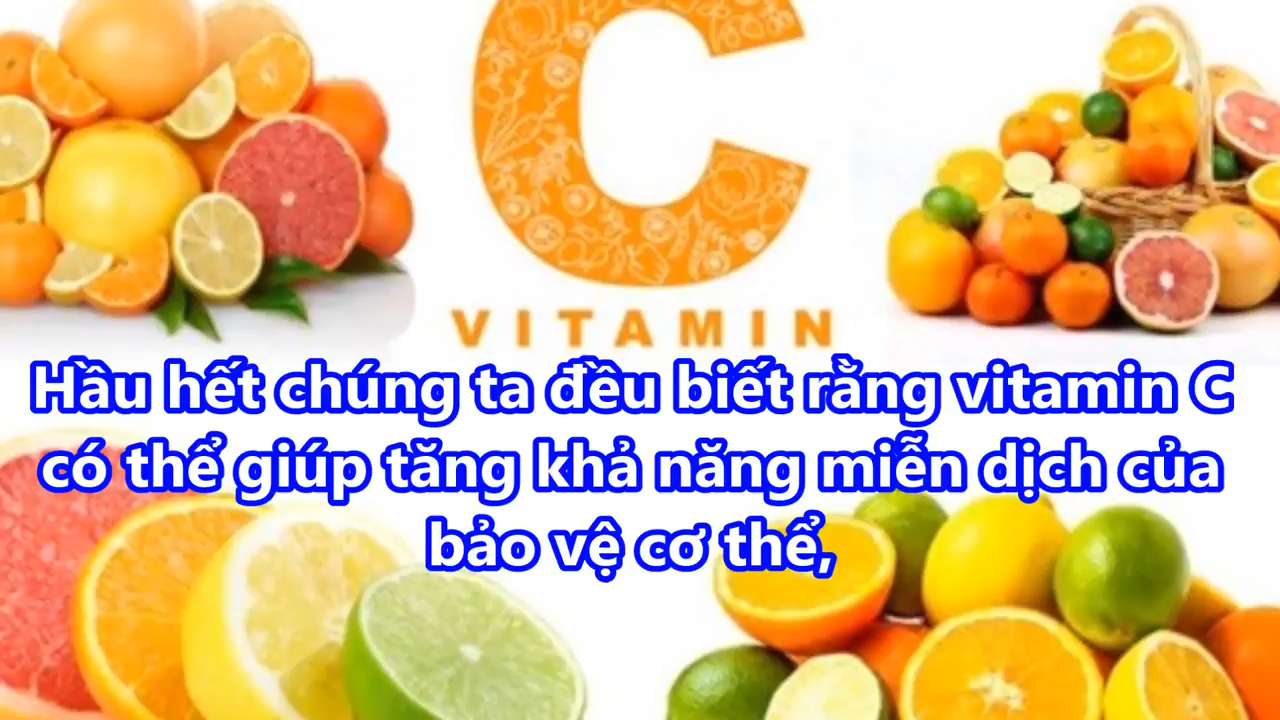 C
VITAMIN
Hầu hết chúng ta đều biết rằng vitamin C
có thể giúp tăng khả năng miễn dịch của
bảo vệ cơ thể,